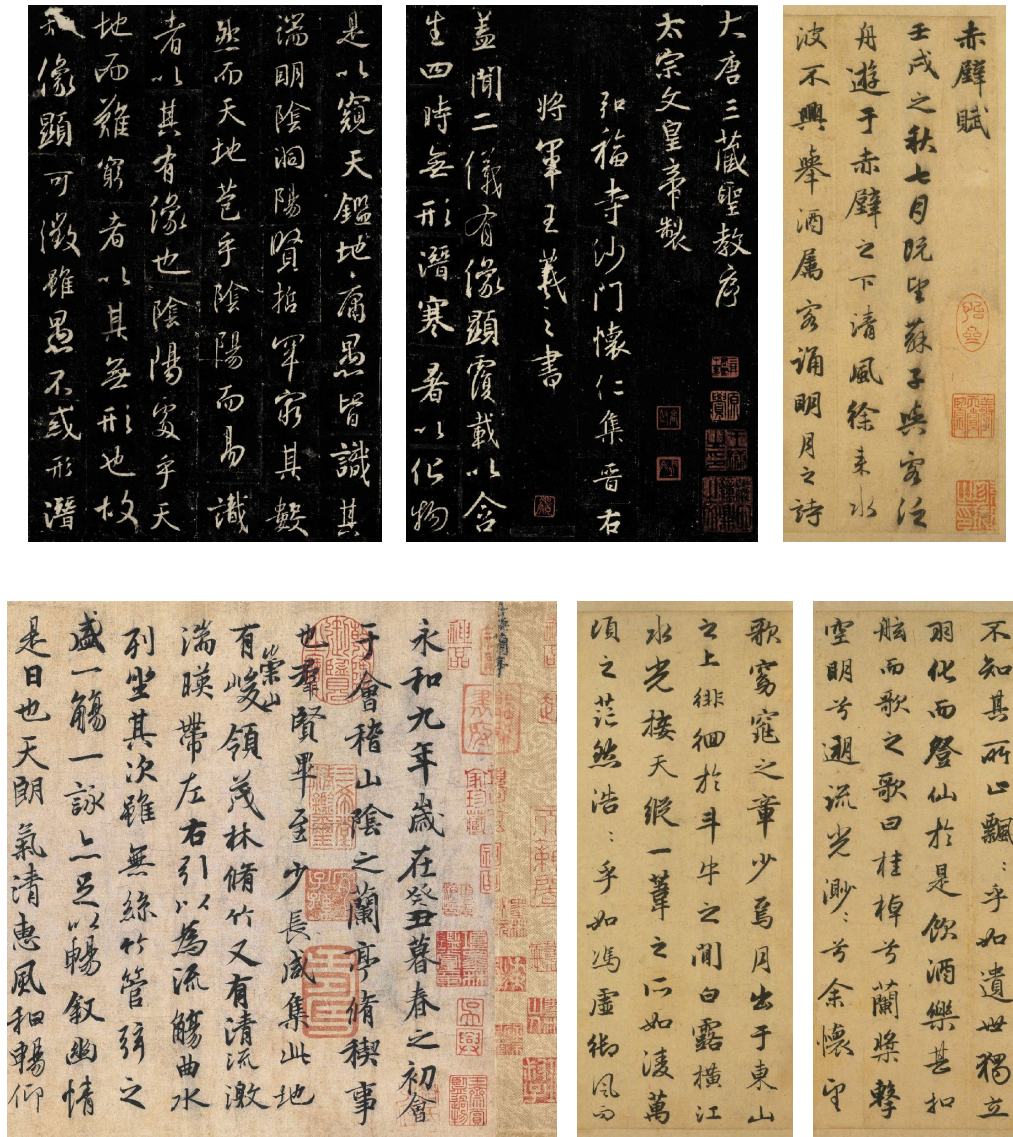 大唐三藏聖教序
太宗文皇帝製
弘福寺沙門懷仁集晉右
將軍王羲之書
蓋聞二儀有像顯覆載以含
生四時無形潛寒暑以化物
是以窺天鑑地庸愚皆識其
端明陰洞陽賢哲罕窮其數
然而天地苞乎陰陽而易識
者以其有像也陰陽處乎天
地而難窮者以其無形也故
像顯可徵雖愚不惑形潛
赤壁賦
壬戌之秋七月既望蘇子與客泛
舟遊于赤壁之下清風徐來水
波不興舉酒属客誦明月之詩
歌窈窕之章少焉月出于東山
之上徘徊於斗牛之間白露橫江
水光接天縱一葦之所如凌萬
頃之茫然浩〻乎如馮虛御風而
不知其所止飄〻乎如遺世獨立
羽化而登仙於是飲酒樂甚扣
舷而歌之歌曰桂棹兮蘭槳擊
空明兮遡流光渺〻兮余懷望
永和九年歲在癸丑暮春之初會
于會稽山陰之蘭亭脩稧事
也群賢畢至少長咸集此地
有崇山峻領茂林脩竹又有清流激
湍暎帶左右引以為流觴曲水
列坐其次雖無絲竹管弦之
盛一觴一詠亦足以暢敘幽情
是日也天朗氣清惠風和暢仰